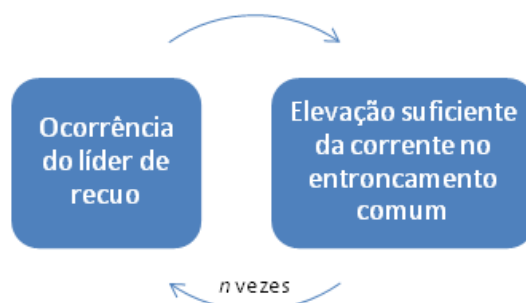 Ocorrência
do líder de
recuo
Elevação suficiente
da corrente no
entroncamento
comum
n vezes